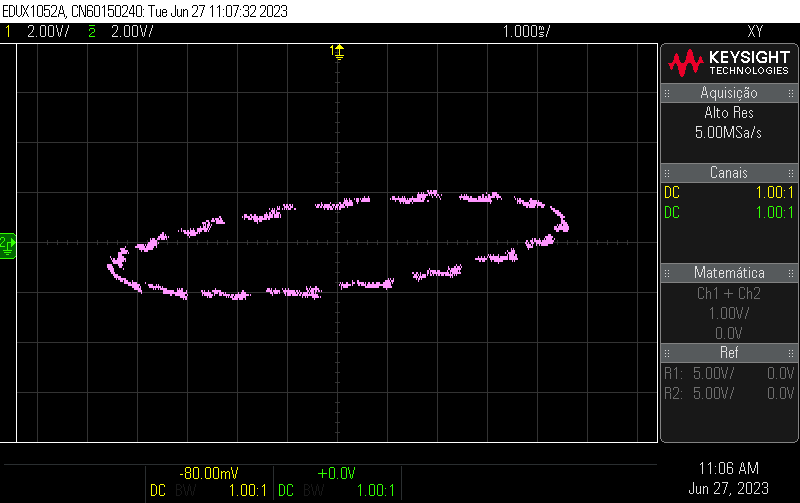 EDUX1052A, CN60150240: Tue Jun 27 11:07:32 2023
1 2.00V/ 2 2.00V/ 1.000ms/ XY
1
2
KEYSIGHT
TECHNOLOGIES
Aquisição
Alto Res
5.00MSa/s
Canais
DC 1.00:1
DC 1.00:1
Matemática
Ch1 + Ch2
1.00V/
0.0V
Ref
R1: 5.00V/ 0.0V
R2: 5.00V/ 0.0V
-80.00mV +0.0V
DC BW 1.00:1 DC BW 1.00:1
11:06 AM
Jun 27, 2023